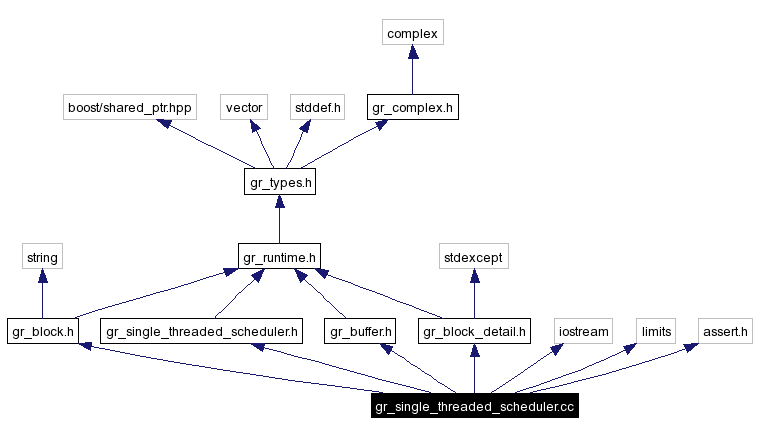 complex
boost/shared_ptr.hpp
vector
stddef.h
gr_complex.h
gr_types.h
string
gr_runtime.h
stdexcept
gr_block.h
gr_single_threaded_scheduler.h
gr_buffer.h
gr_block_detail.h
iostream
limits
assert.h
gr_single_threaded_scheduler.cc